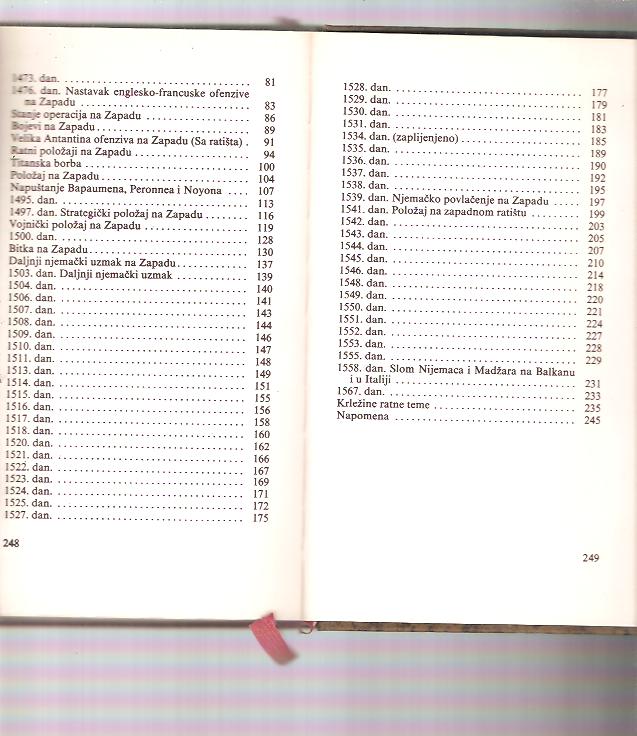 1473. dan. .......... 81
1476. dan. Nastavak englesko-francuske ofenzive
na Zapadu .......... 83
Stanje operacija na Zapadu .......... 86
Bojevi na Zapadu .......... 89
Velika Antantina ofenziva na Zapadu (Sa ratišta) . 91
Ratni položaji na Zapadu .......... 94
Titanska borba .......... 100
Položaj na Zapadu .......... 104
Napuštanje Bapaumena, Peronnea i Noyona .... 107
1495. dan. .......... 113
1497. dan. Strategički položaj na Zapadu ....... 116
Vojnički položaj na Zapadu .......... 119
1500. dan. .......... 128
Bitka na Zapadu .......... 130
Daljnji njemački uzmak na Zapadu .......... 137
1503. dan. Daljnji njemački uzmak .......... 139
1504. dan. .......... 140
1506. dan. .......... 141
1507. dan. .......... 143
1508. dan. .......... 144
1509. dan. .......... 146
1510. dan. .......... 147
1511. dan. .......... 148
1513. dan. .......... 149
1514. dan. .......... 151
1515. dan. .......... 155
1516. dan. .......... 156
1517. dan. .......... 158
1518. dan. .......... 160
1520. dan. .......... 162
1521. dan. .......... 166
1522. dan. .......... 167
1523. dan. .......... 169
1524. dan. .......... 171
1525. dan. .......... 172
1527. dan. .......... 175
248
1528. dan. .......... 177
1529. dan. .......... 179
1530. dan. .......... 181
1531. dan. .......... 183
1534. dan. (zaplijenjeno) .......... 185
1535. dan. .......... 189
1536. dan. .......... 190
1537. dan. .......... 192
1538. dan. .......... 195
1539. dan. Njemačko povlačenje na Zapadu ..... 197
1541. dan. Položaj na zapadnom ratištu ....... 199
1542. dan. .......... 203
1543. dan. .......... 205
1544. dan. .......... 207
1545. dan. .......... 210
1546. dan. .......... 214
1548. dan. .......... 218
1549. dan. .......... 220
1550. dan. .......... 221
1551. dan. .......... 224
1552. dan. .......... 227
1553. dan. .......... 228
1555. dan. .......... 229
1558. dan. Slom Nijemaca i Madžara na Balkanu
i u Italiji .......... 231
1567. dan. .......... 233
Krležine ratne teme .......... 235
Napomena .......... 245
249